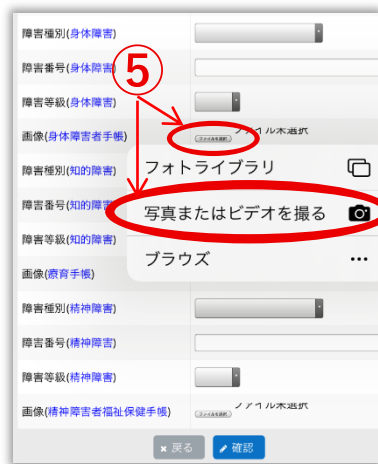 障害種別(身体障害)
障害番号(身体障害)
⑤
障害等級(身体障害)
画像(身体障害者手帳) ファイルを選択 ファイル未選択
障害種別(知的障害)
フォトライブラリ
障害番号(知的障害)
写真またはビデオを撮る
障害等級(知的障害)
ブラウズ
画像(療育手帳)
障害種別(精神障害)
障害番号(精神障害)
障害等級(精神障害)
画像(精神障害者福祉保健手帳) ファイルを選択 ファイル未選択
戻る 確認